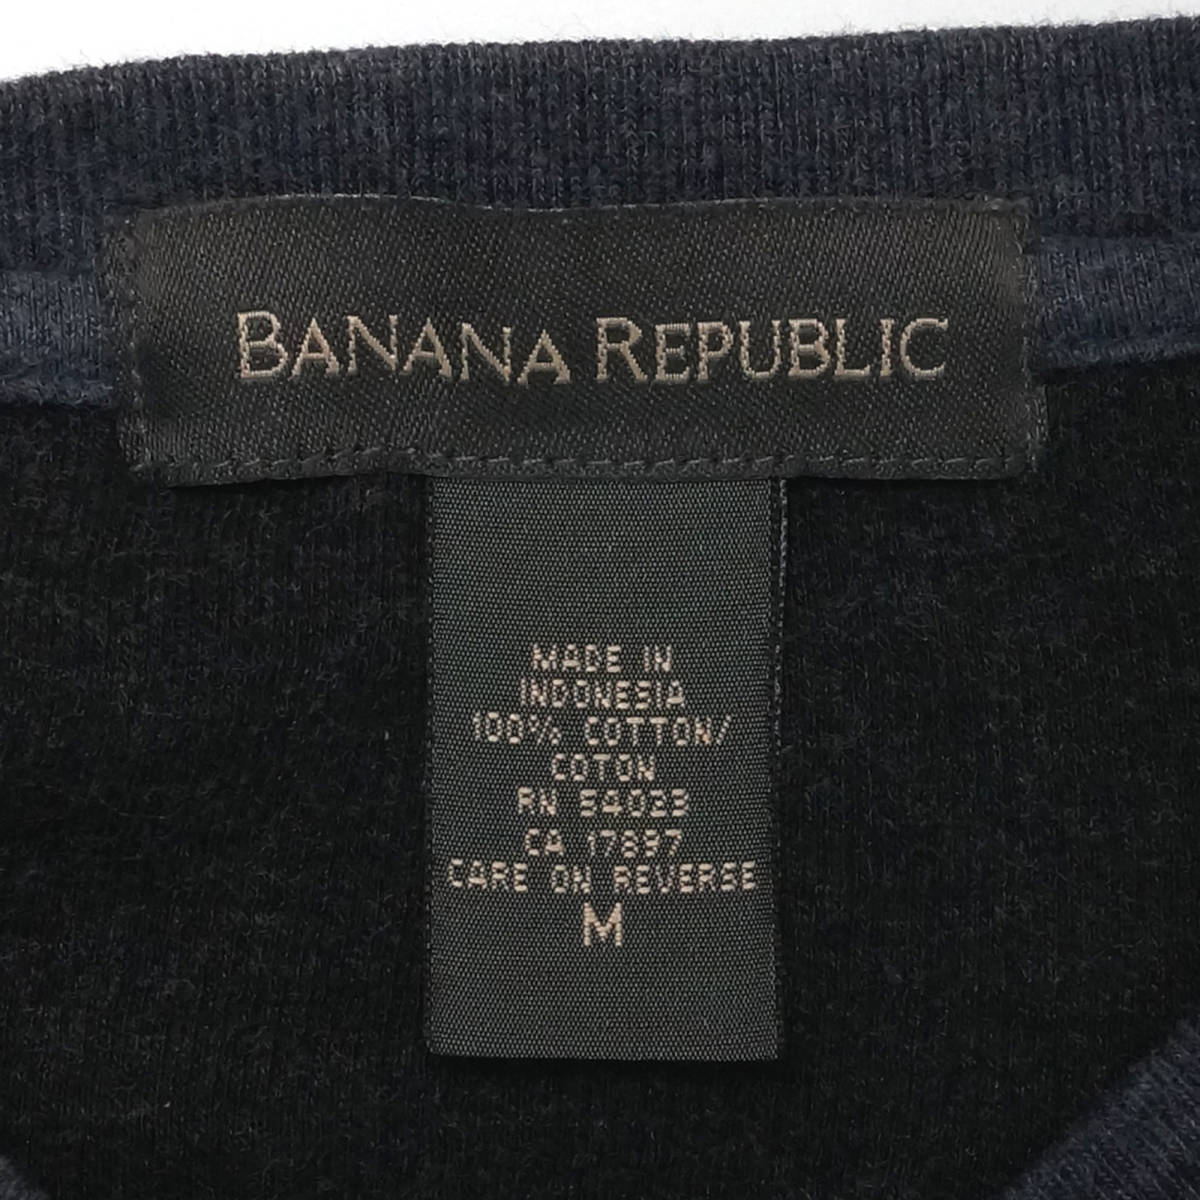 BANANA REPUBLIC
MADE IN
INDONESIA
100% COTTON/
COTON
RN 54023
CA 17897
CARE ON REVERSE
M